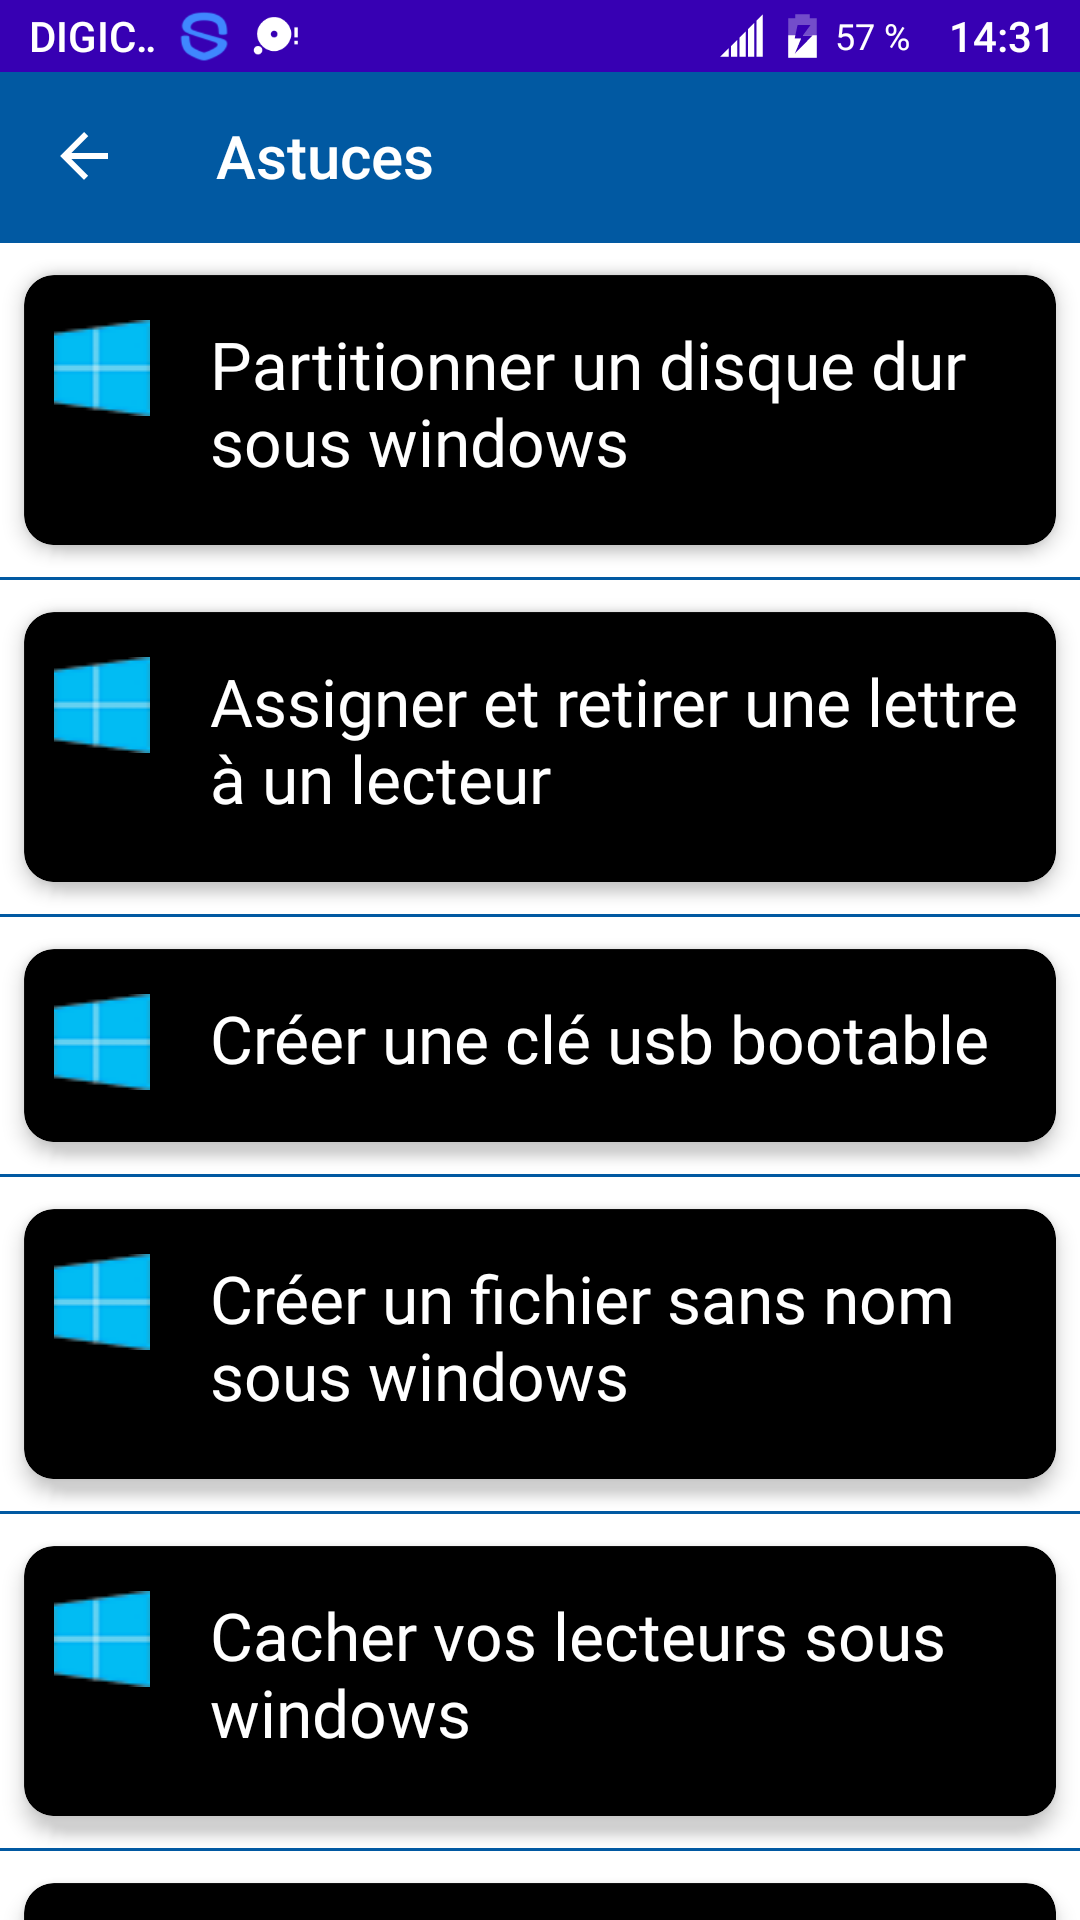 DIGIC.. 57 % 14:31
Astuces
Partitionner un disque dur
sous windows
Assigner et retirer une lettre
à un lecteur
Créer une clé usb bootable
Créer un fichier sans nom
sous windows
Cacher vos lecteurs sous
windows